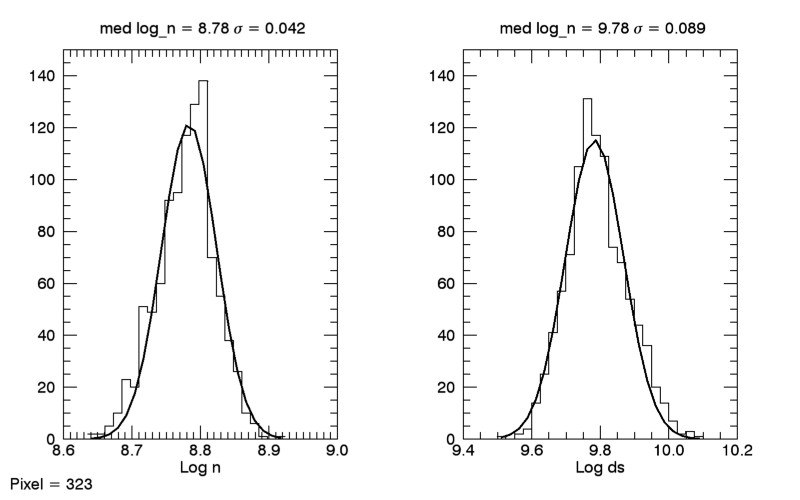 med log_n = 8.78 σ = 0.042
140
120
100
80
60
40
20
0
8.6 8.7 8.8 8.9 9.0
Log n
med log_n = 9.78 σ = 0.089
140
120
100
80
60
40
20
0
9.4 9.6 9.8 10.0 10.2
Log ds
Pixel = 323